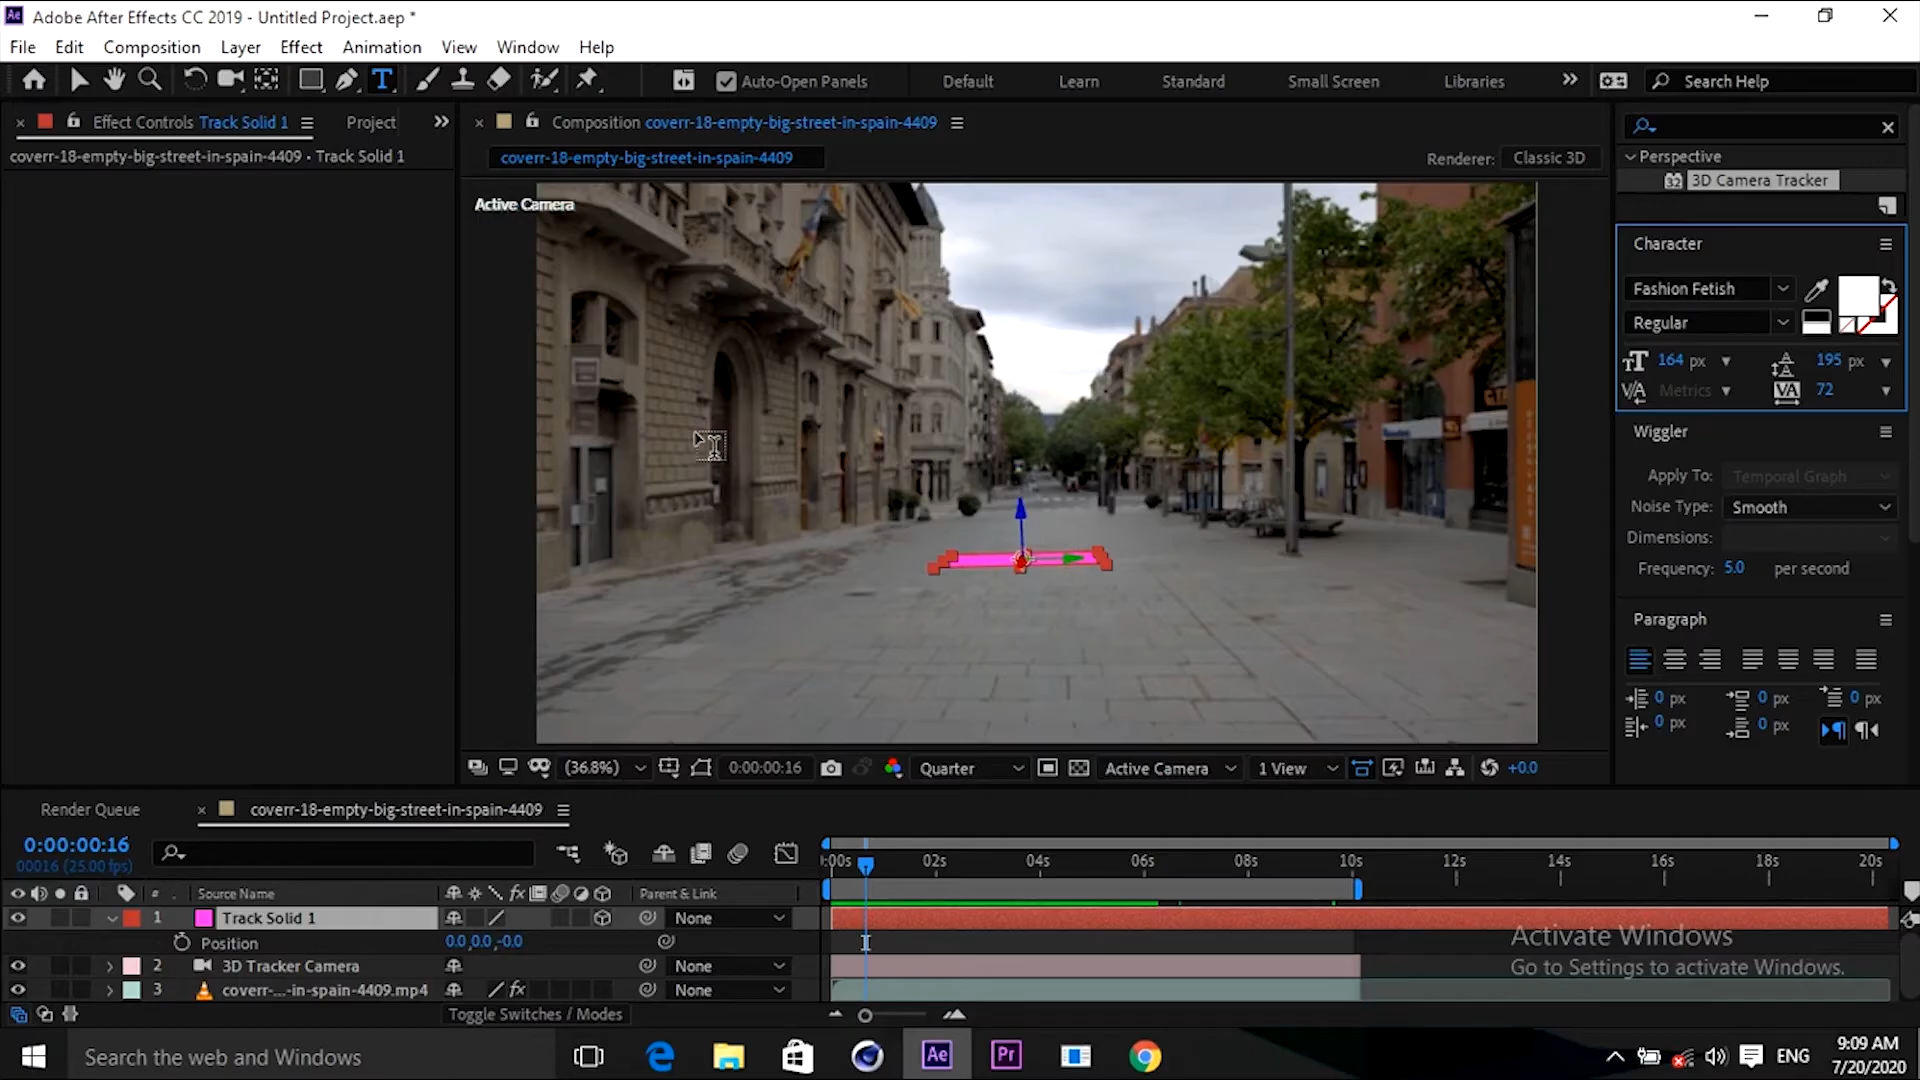 Adobe After Effects CC 2019 - Untitled Project.aep *
File Edit Composition Layer Effect Animation View Window Help
Auto-Open Panels Default Learn Standard Small Screen Libraries Search Help
Effect Controls Track Solid 1 Project
coverr-18-empty-big-street-in-spain-4409 • Track Solid 1
Composition coverr-18-empty-big-street-in-spain-4409
coverr-18-empty-big-street-in-spain-4409
Renderer: Classic 3D
Active Camera
Perspective
32 3D Camera Tracker
Character
Fashion Fetish
Regular
164 px 195 px
Metrics 72
Wiggler
Apply To: Temporal Graph
Noise Type: Smooth
Dimensions:
Frequency: 5.0 per second
Paragraph
0 px 0 px 0 px
0 px 0 px
(36.8%) 0:00:00:16 Quarter Active Camera 1 View +0.0
Render Queue coverr-18-empty-big-street-in-spain-4409
0:00:00:16
00016 (25.00 fps)
:00s 02s 04s 06s 08s 10s 12s 14s 16s 18s 20s
# Source Name fx Parent & Link
1 Track Solid 1 None
Position 0.0,0.0,-0.0
2 3D Tracker Camera None
3 coverr-...-in-spain-4409.mp4 fx None
Toggle Switches / Modes
Activate Windows
Go to Settings to activate Windows.
Search the web and Windows
Ae Pr
ENG
9:09 AM
7/20/2020